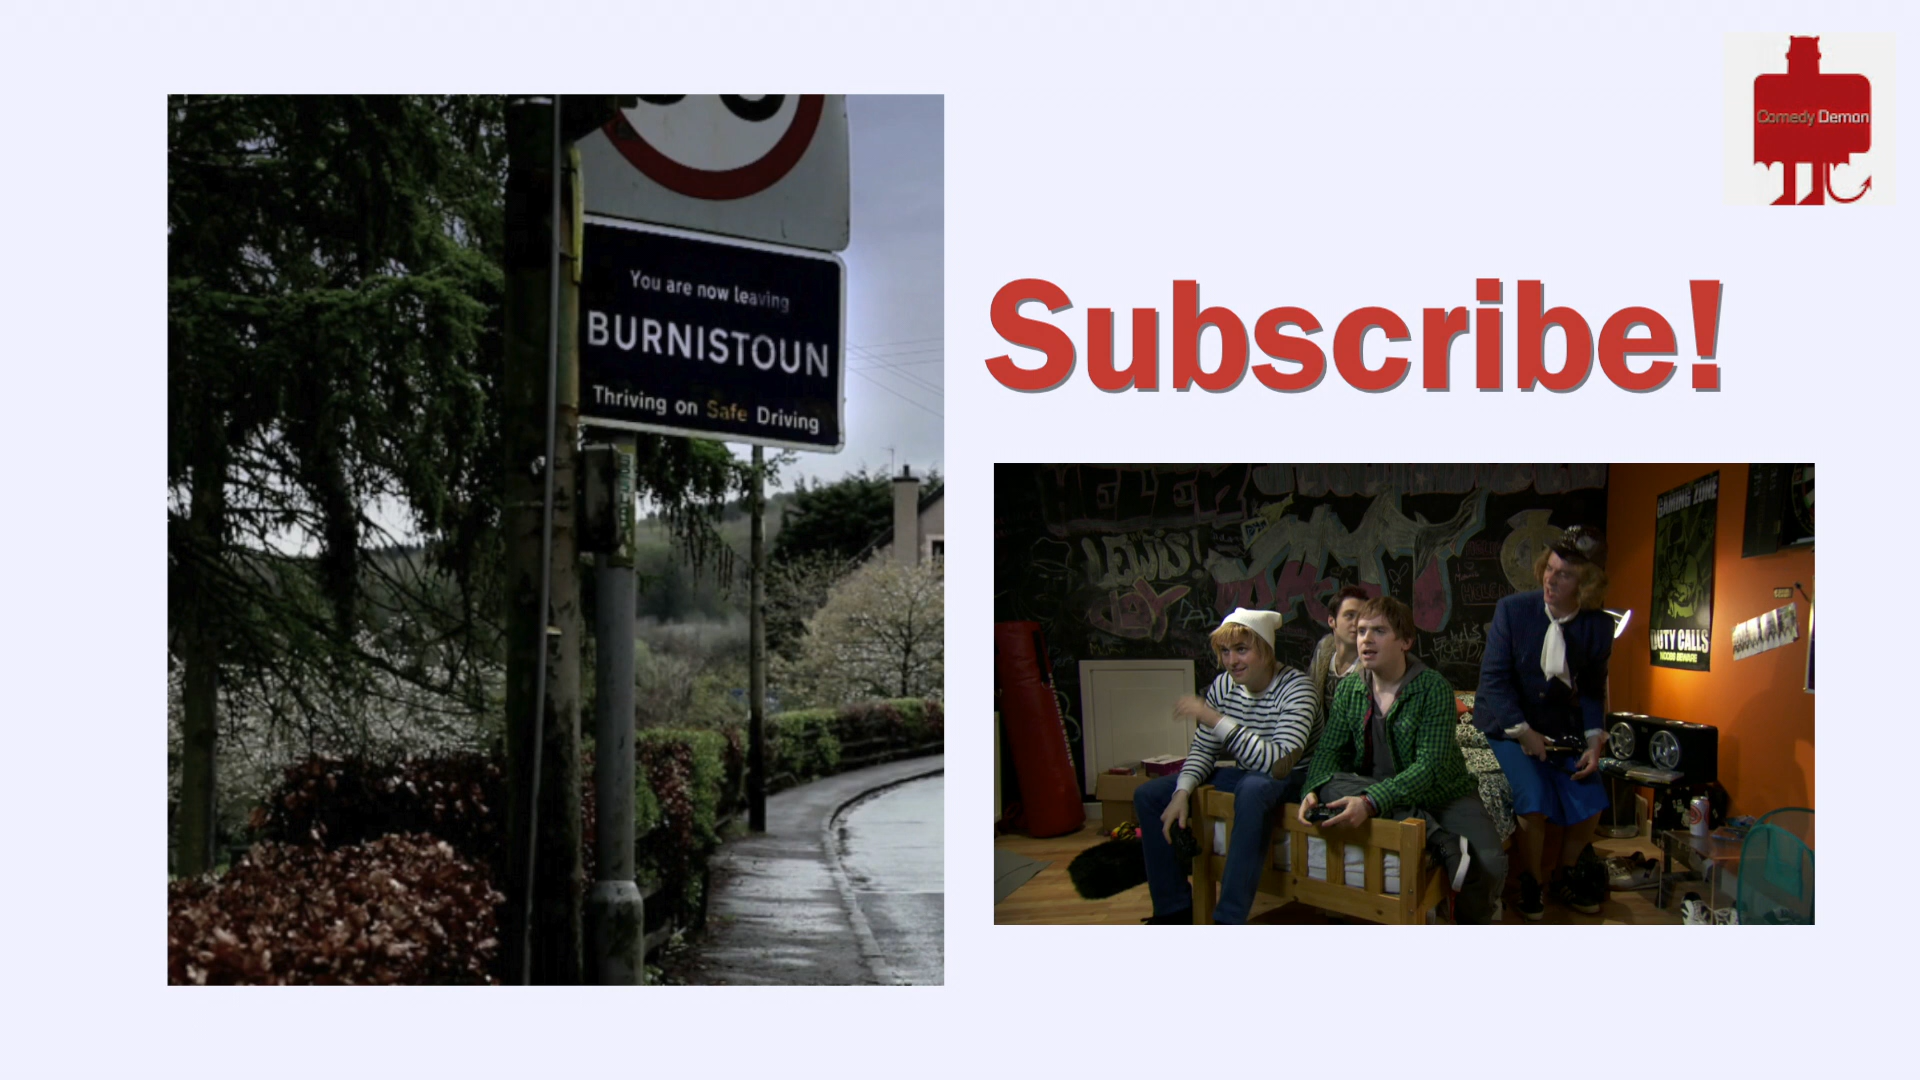 Comedy Demon
You are now leaving
BURNISTOUN
Thriving on Safe Driving
Subscribe!
LEWIS!
GAMING ZONE
DUTY CALLS